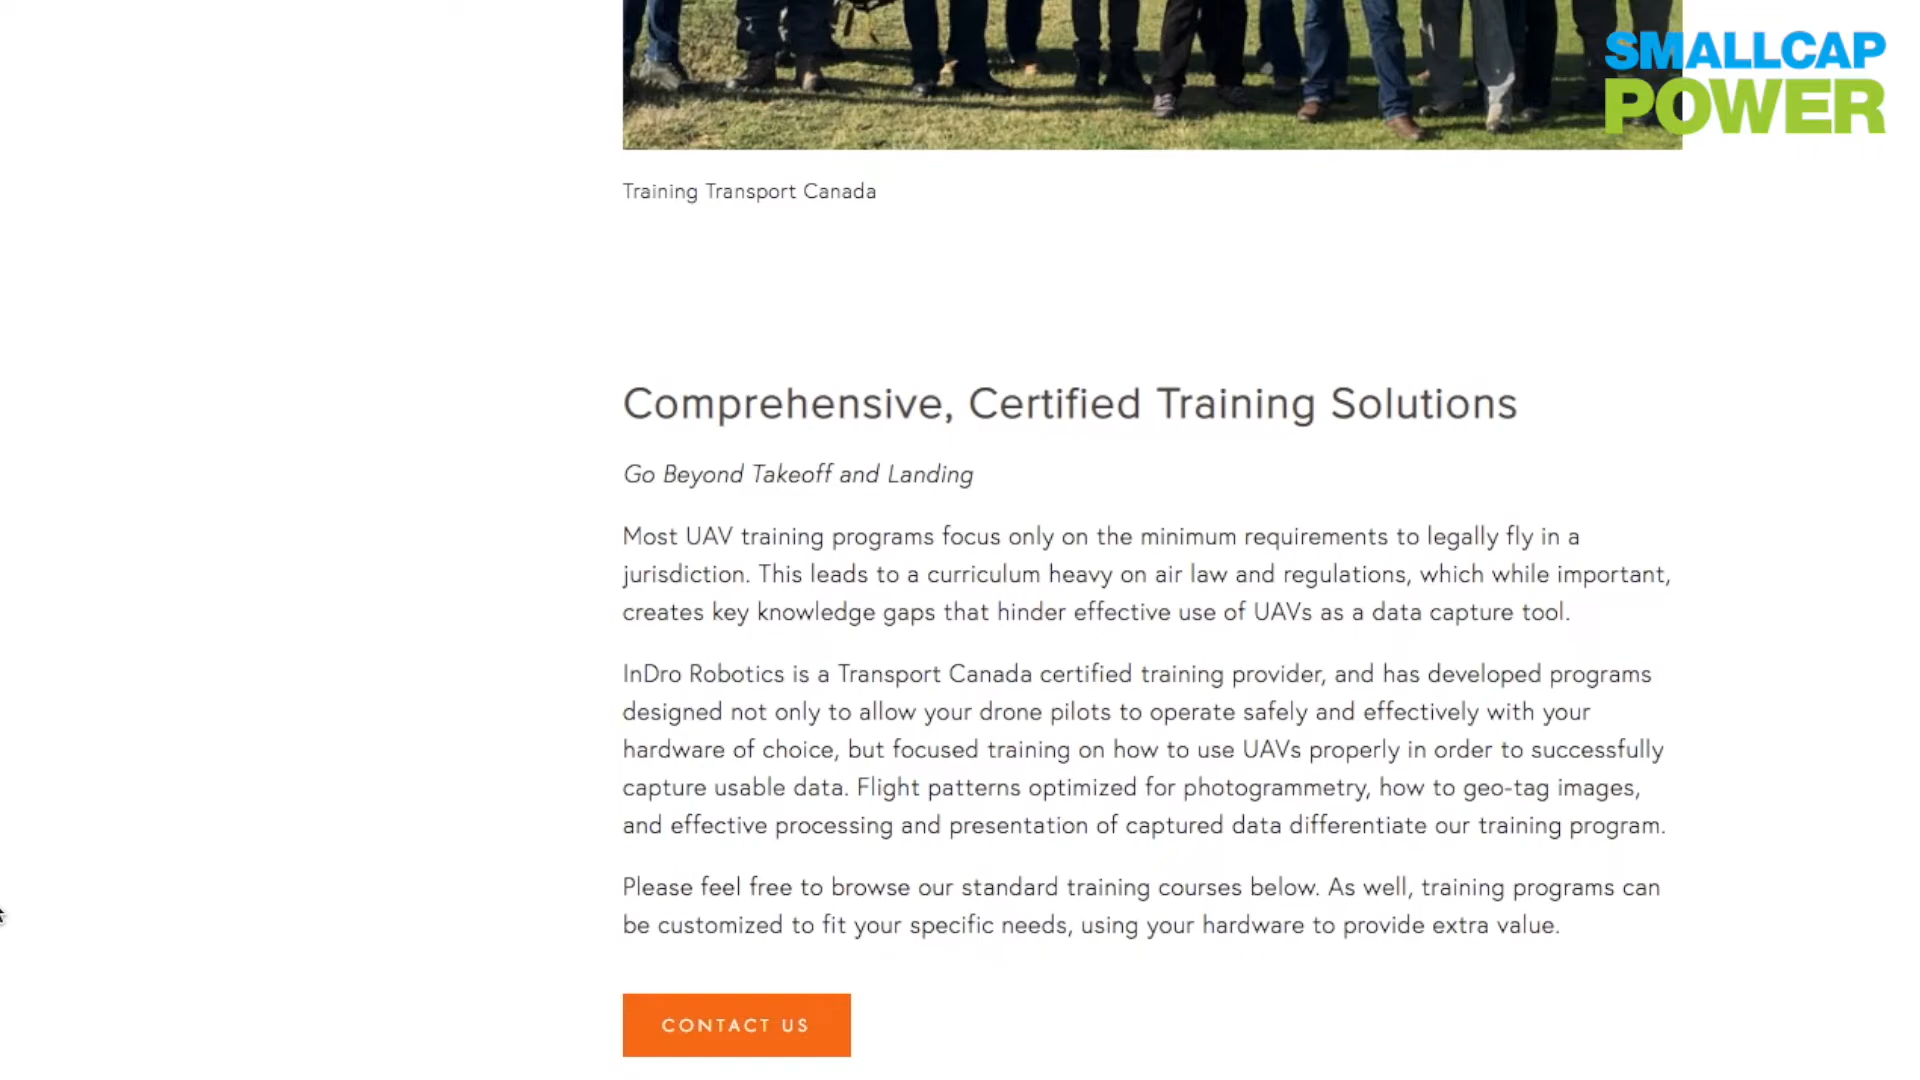 SMALLCAP
POWER
Training Transport Canada
Comprehensive, Certified Training Solutions
Go Beyond Takeoff and Landing
Most UAV training programs focus only on the minimum requirements to legally fly in a
jurisdiction. This leads to a curriculum heavy on air law and regulations, which while important,
creates key knowledge gaps that hinder effective use of UAVs as a data capture tool.
InDro Robotics is a Transport Canada certified training provider, and has developed programs
designed not only to allow your drone pilots to operate safely and effectively with your
hardware of choice, but focused training on how to use UAVs properly in order to successfully
capture usable data. Flight patterns optimized for photogrammetry, how to geo-tag images,
and effective processing and presentation of captured data differentiate our training program.
Please feel free to browse our standard training courses below. As well, training programs can
be customized to fit your specific needs, using your hardware to provide extra value.
CONTACT US